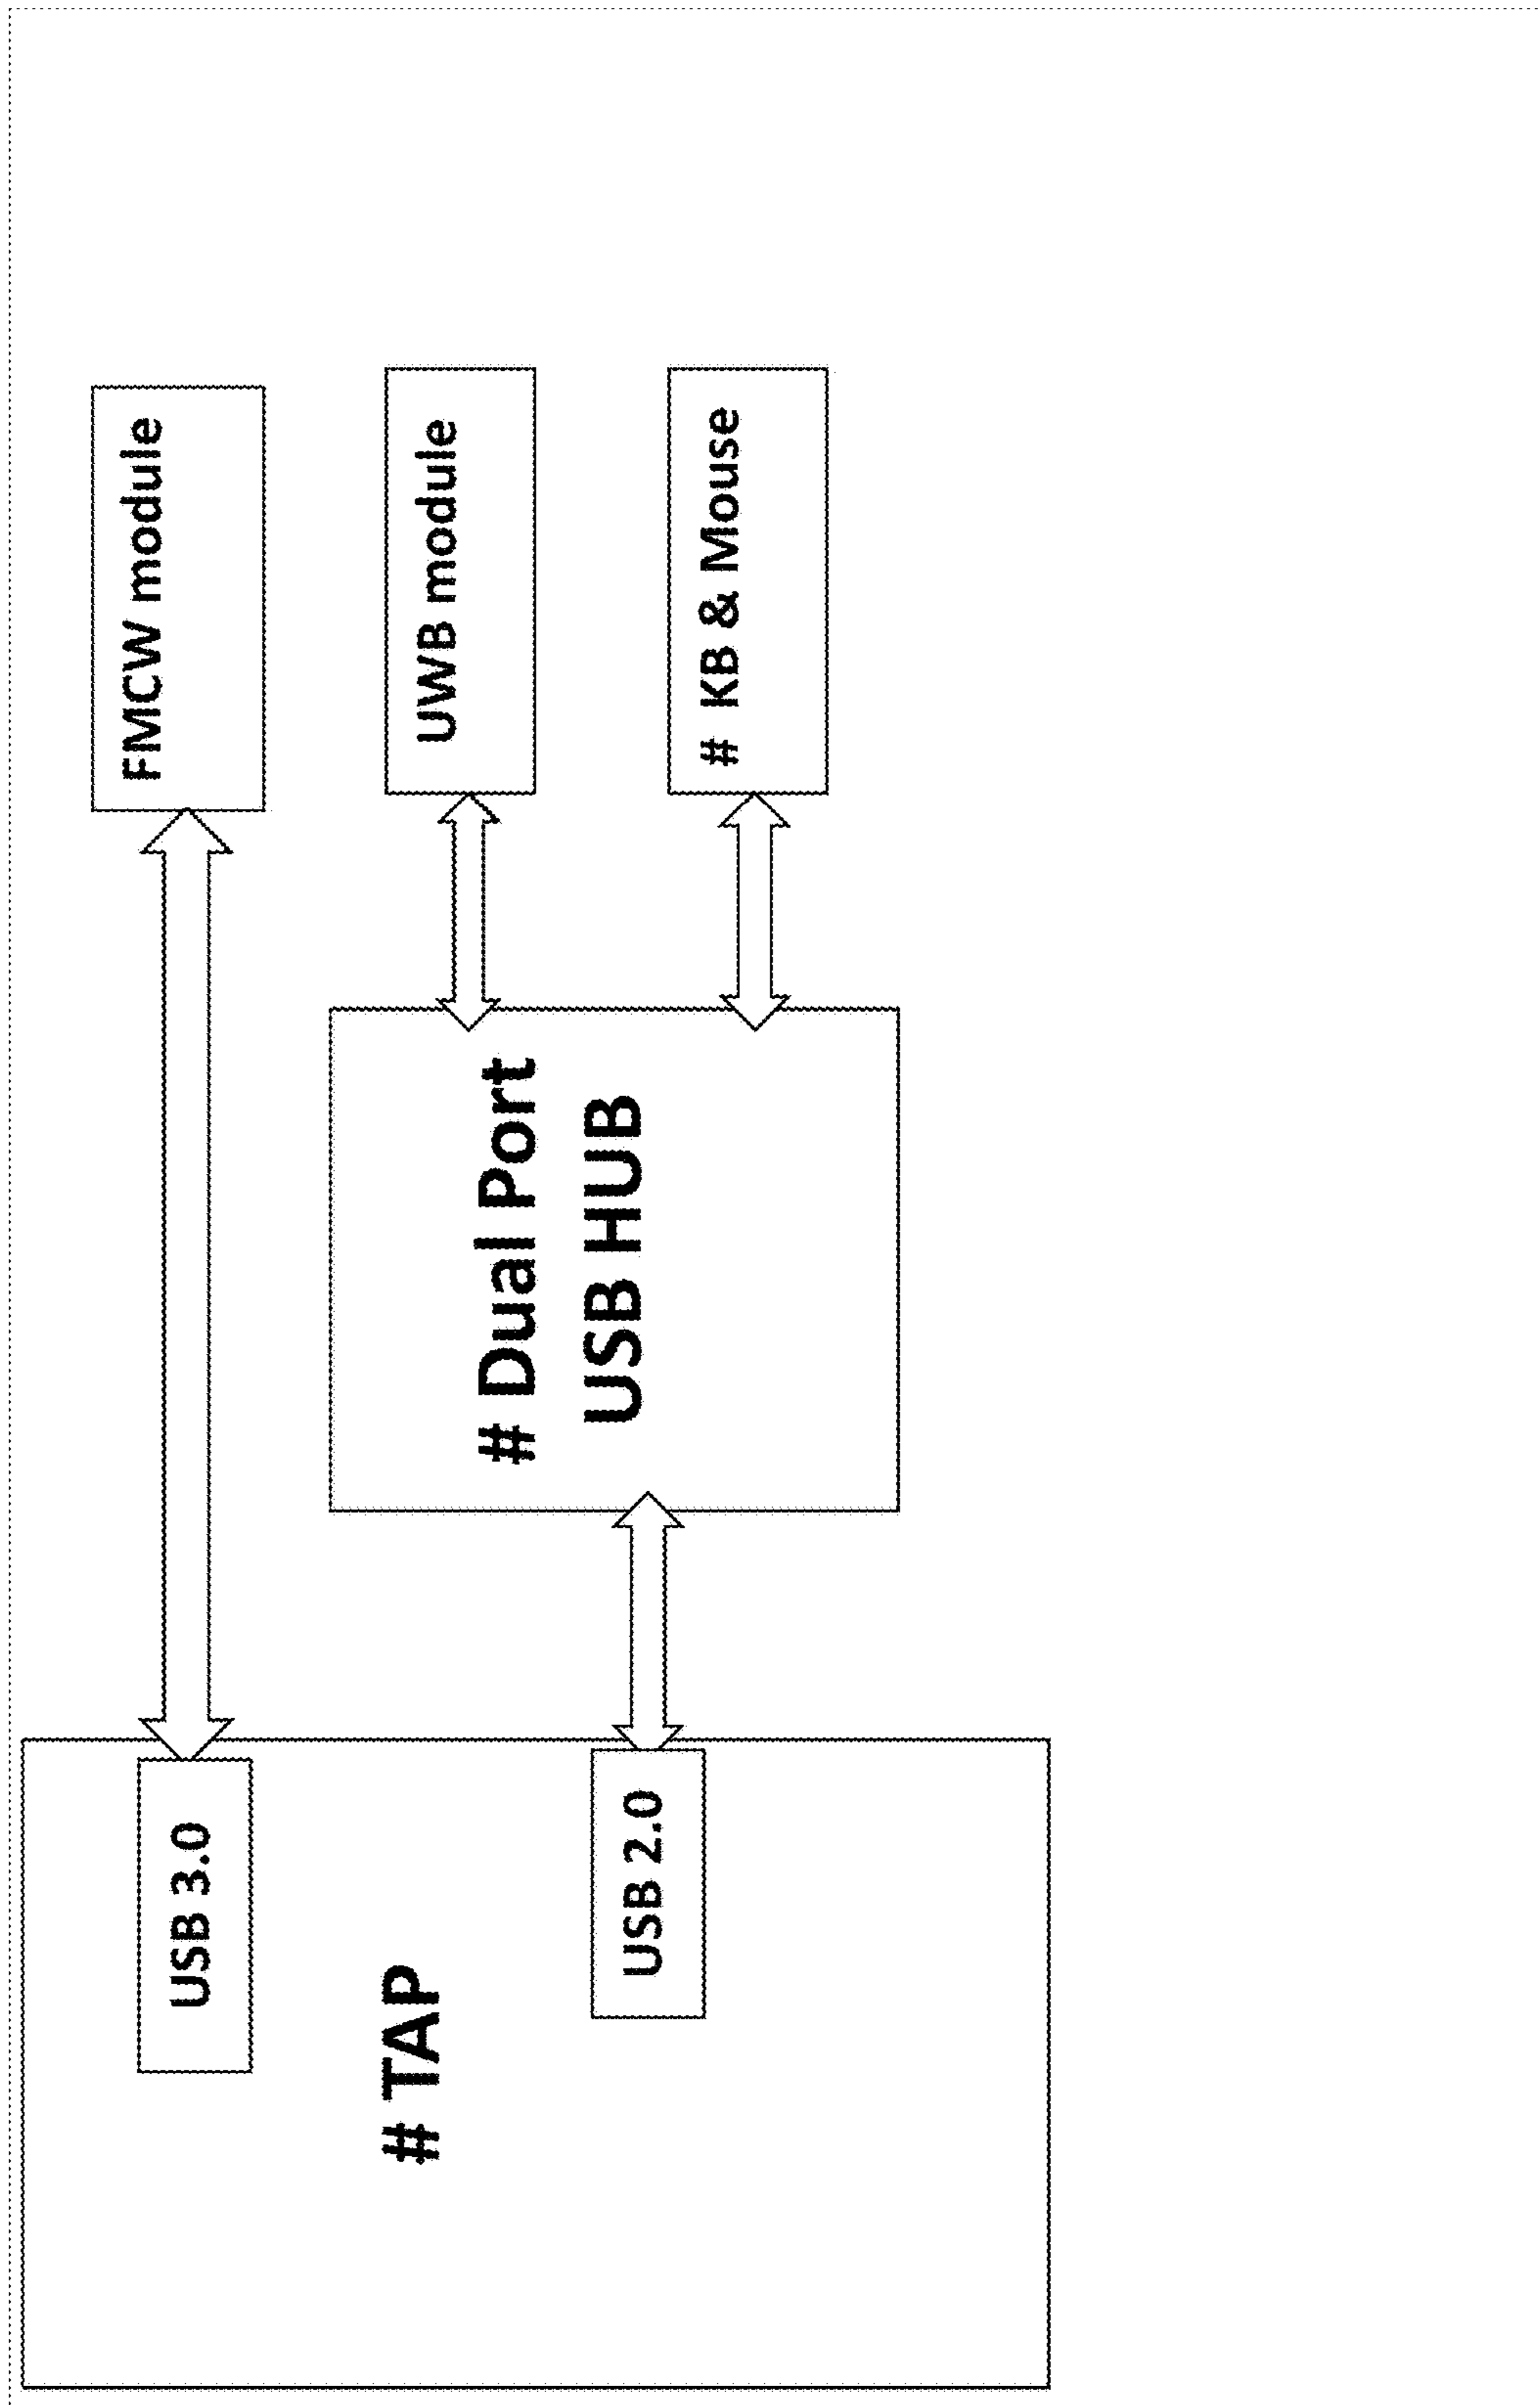 FMCW module
USB 3.0
UWB module
# TAP
# Dual Port
USB HUB
USB 2.0
# KB & Mouse